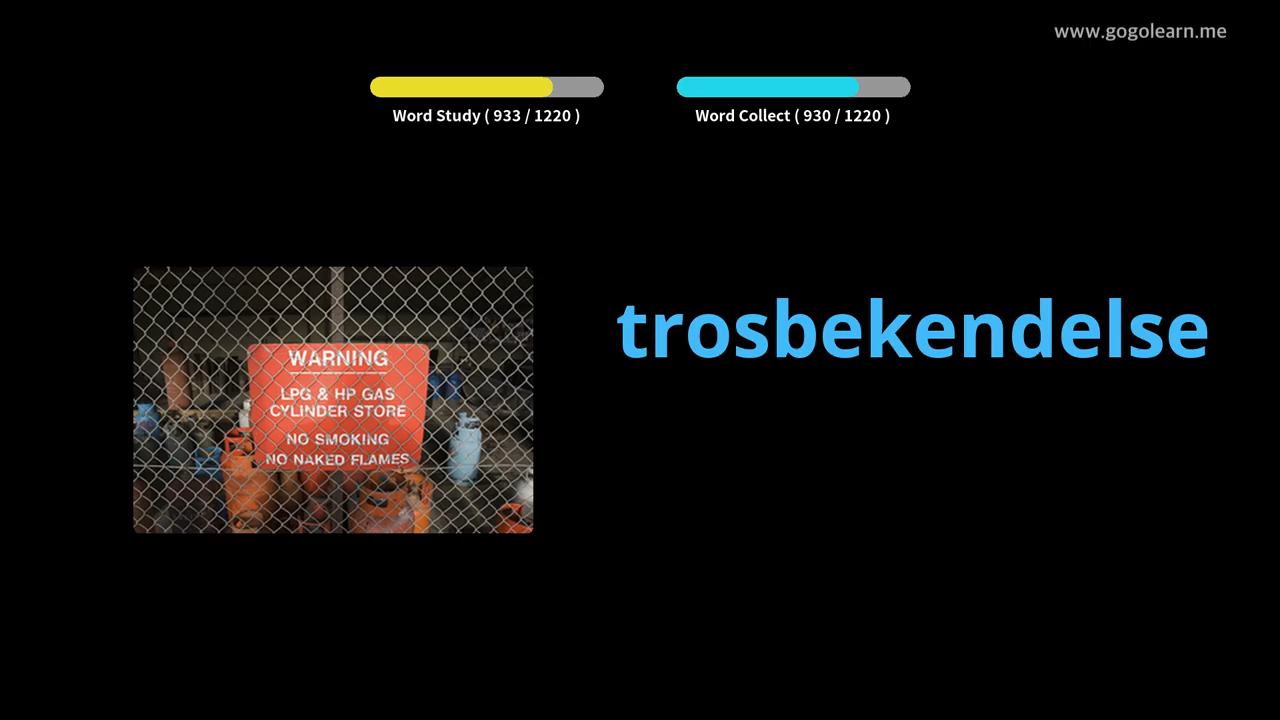 www.gogolearn.me
Word Study ( 933 / 1220 )
Word Collect ( 930 / 1220 )
trosbekendelse
WARNING
LPG & HP GAS
CYLINDER STORE
NO SMOKING
NO NAKED FLAMES